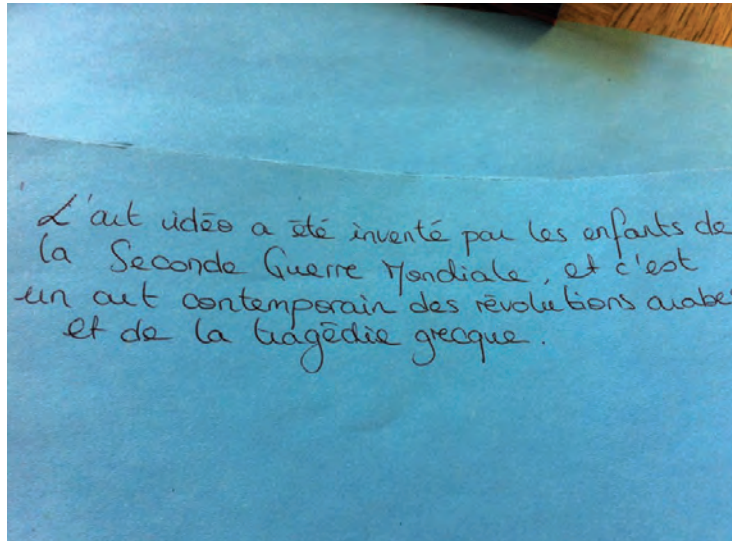 L'art vidéo a été inventé par les enfants de
la Seconde Guerre Mondiale, et c'est
un art contemporain des révolutions arabes
et de la tragédie grecque.